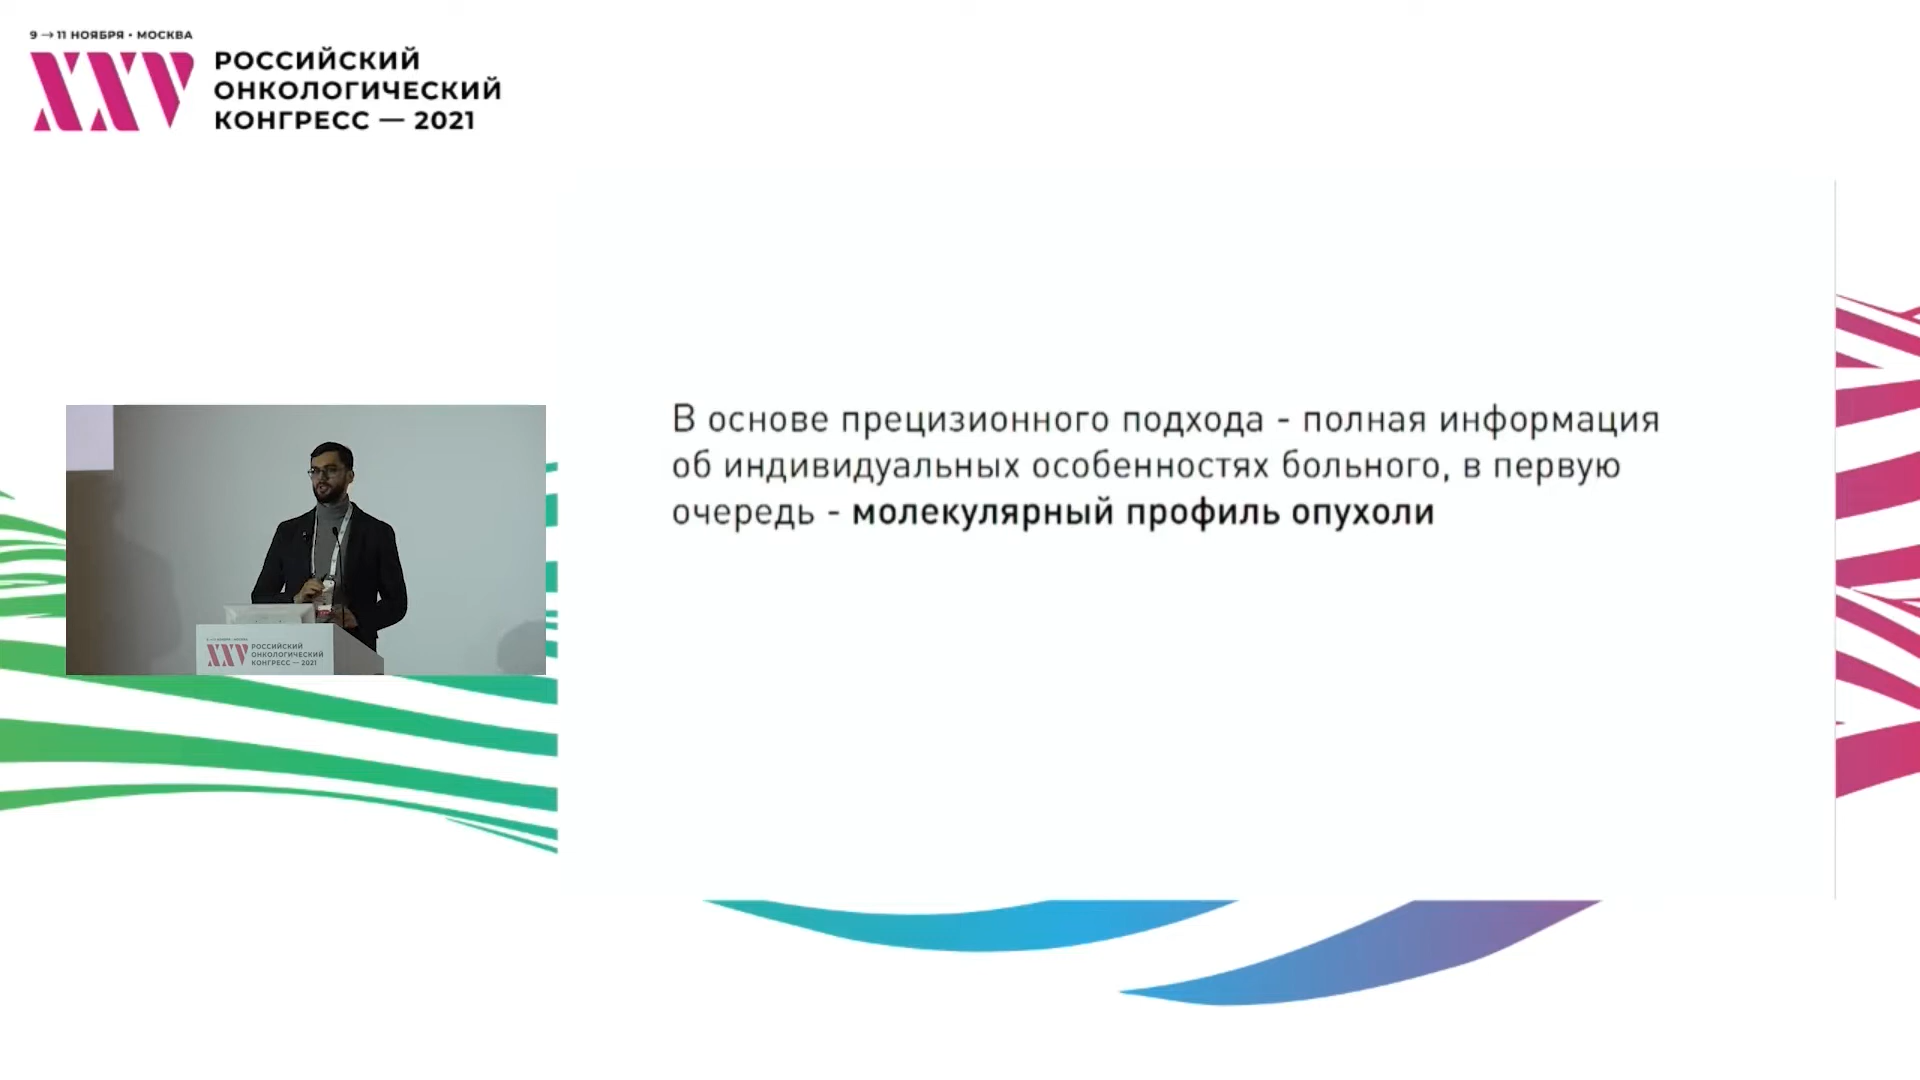 9 → 11 НОЯБРЯ • МОСКВА
XXV
РОССИЙСКИЙ
ОНКОЛОГИЧЕСКИЙ
КОНГРЕСС — 2021
В основе прецизионного подхода - полная информация
об индивидуальных особенностях больного, в первую
очередь - молекулярный профиль опухоли
XXV
РОССИЙСКИЙ
ОНКОЛОГИЧЕСКИЙ
КОНГРЕСС — 2021